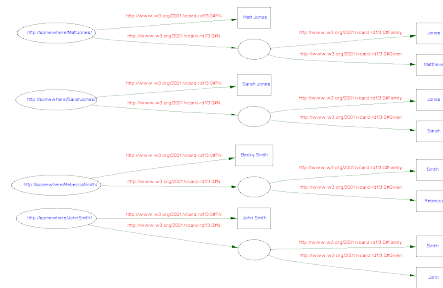 Matt Jones
http://www.w3.org/2001/vcard-rdf/3.0#FN
http://somewhere/MattJones/
http://www.w3.org/2001/vcard-rdf/3.0#N
http://www.w3.org/2001/vcard-rdf/3.0#Family
Jones
http://www.w3.org/2001/vcard-rdf/3.0#Given
Matthew
Sarah Jones
http://www.w3.org/2001/vcard-rdf/3.0#FN
http://somewhere/SarahJones/
http://www.w3.org/2001/vcard-rdf/3.0#N
http://www.w3.org/2001/vcard-rdf/3.0#Family
Jones
http://www.w3.org/2001/vcard-rdf/3.0#Given
Sarah
Becky Smith
http://www.w3.org/2001/vcard-rdf/3.0#FN
http://somewhere/RebeccaSmith/
http://www.w3.org/2001/vcard-rdf/3.0#N
http://www.w3.org/2001/vcard-rdf/3.0#Family
Smith
http://www.w3.org/2001/vcard-rdf/3.0#Given
Rebecca
http://www.w3.org/2001/vcard-rdf/3.0#FN
John Smith
http://somewhere/JohnSmith/
http://www.w3.org/2001/vcard-rdf/3.0#N
http://www.w3.org/2001/vcard-rdf/3.0#Family
Smith
http://www.w3.org/2001/vcard-rdf/3.0#Given
John